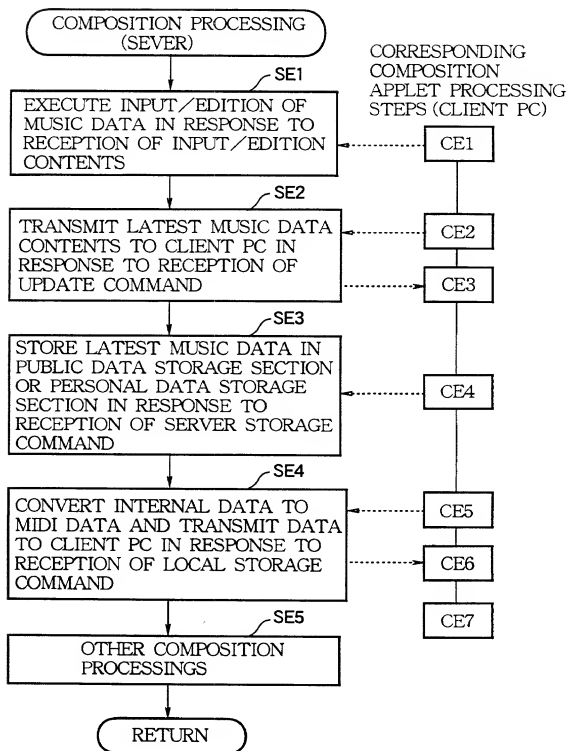 COMPOSITION PROCESSING
(SEVER)
CORRESPONDING
COMPOSITION
APPLET PROCESSING
STEPS (CLIENT PC)
SE1
EXECUTE INPUT/EDITION OF
MUSIC DATA IN RESPONSE TO
RECEPTION OF INPUT/EDITION
CONTENTS
CE1
SE2
TRANSMIT LATEST MUSIC DATA
CONTENTS TO CLIENT PC IN
RESPONSE TO RECEPTION OF
UPDATE COMMAND
CE2
CE3
SE3
STORE LATEST MUSIC DATA IN
PUBLIC DATA STORAGE SECTION
OR PERSONAL DATA STORAGE
SECTION IN RESPONSE TO
RECEPTION OF SERVER STORAGE
COMMAND
CE4
SE4
CONVERT INTERNAL DATA TO
MIDI DATA AND TRANSMIT DATA
TO CLIENT PC IN RESPONSE TO
RECEPTION OF LOCAL STORAGE
COMMAND
CE5
CE6
CE7
SE5
OTHER COMPOSITION
PROCESSINGS
RETURN